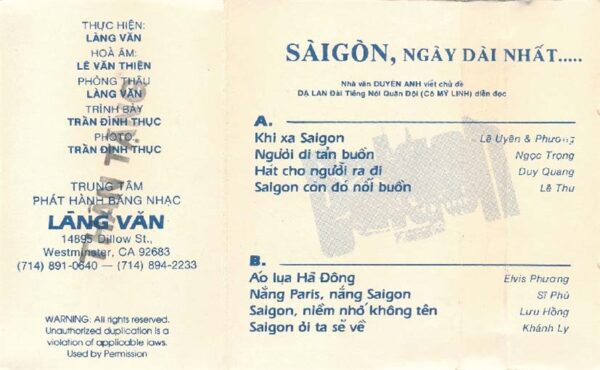 THỰC HIỆN:
LÀNG VĂN
HOÀ ÂM:
LÊ VĂN THIỆN
PHÒNG THÂU
LÀNG VĂN
TRÌNH BÀY
TRẦN ĐÌNH THỤC
PHOTO:
TRẦN ĐÌNH THỤC
THÂN TẶNG
TRUNG TÂM
PHÁT HÀNH BĂNG NHẠC
LÀNG VĂN
14895 Dillow St.,
Westminster, CA 92683
(714) 891-0640 — (714) 894-2233
WARNING: All rights reserved.
Unauthorized duplication is a
violation of applicable laws.
Used by Permission
SÀIGÒN, NGÀY DÀI NHẤT.....
Nhà văn DUYÊN ANH viết chủ đề
DẠ LAN Đài Tiếng Nói Quân Đội (Cô MỸ LINH) diễn đọc
A.
Khi xa Saigon Lê Uyên & Phương
Người di tản buồn Ngọc Trọng
Hát cho người ra đi Duy Quang
Saigon còn đó nỗi buồn Lệ Thu
B.
Áo lụa Hà Đông Elvis Phương
Nắng Paris, nắng Saigon Sĩ Phú
Saigon, niềm nhớ không tên Lưu Hồng
Saigon ơi ta sẽ về Khánh Ly